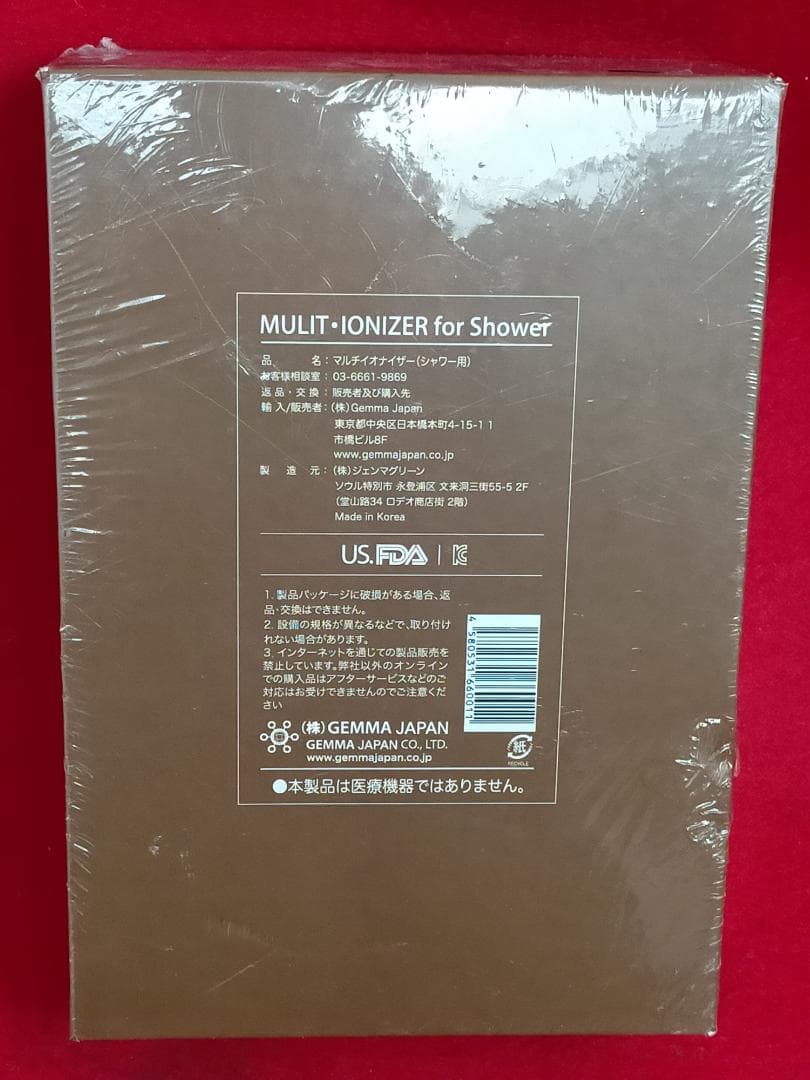 MULIT・IONIZER for Shower
品 名：マルチイオナイザー（シャワー用）
お客様相談室：03-6661-9869
返品・交換：販売者及び購入先
輸入/販売者：（株）Gemma Japan
東京都中央区日本橋本町4-15-1 1
市橋ビル8F
www.gemmajapan.co.jp
製造元：（株）ジェンマグリーン
ソウル特別市 永登浦区 文来洞三街55-5 2F
（堂山路34 ロデオ商店街 2階）
Made in Korea
US.FDA | KC
1. 製品パッケージに破損がある場合、返
品・交換はできません。
2. 設備の規格が異なるなどで、取り付け
れない場合があります。
3. インターネットを通じての製品販売を
禁止しています。弊社以外のオンライン
での購入品はアフターサービスなどのご
対応はお受けできませんのでご注意くだ
さい
4 580531 660011
（株）GEMMA JAPAN
GEMMA JAPAN CO., LTD.
www.gemmajapan.co.jp
紙
RECYCLE
●本製品は医療機器ではありません。